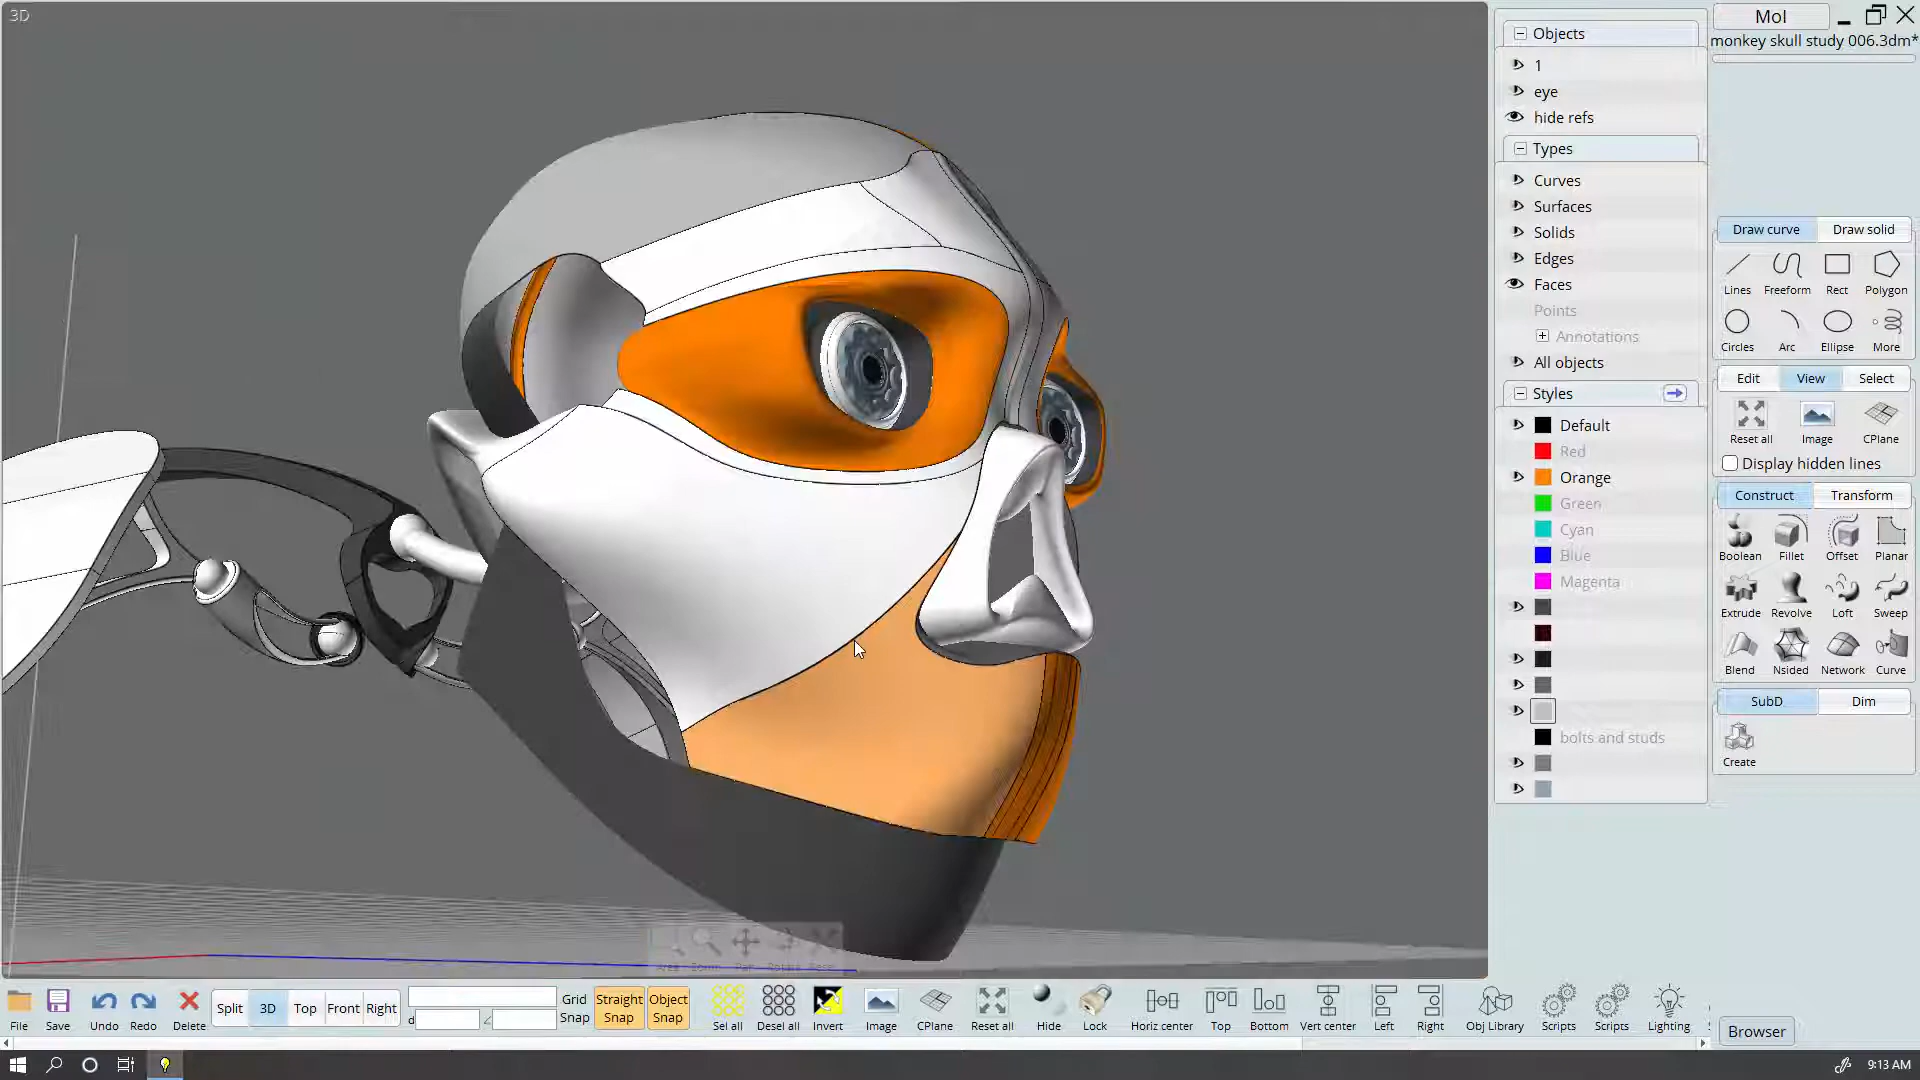 3D
Objects
1
eye
hide refs
Types
Curves
Surfaces
Solids
Edges
Faces
Points
Annotations
All objects
Styles
Default
Red
Orange
Green
Cyan
Blue
Magenta
bolts and studs
MoI
monkey skull study 006.3dm*
Draw curve Draw solid
Lines Freeform Rect Polygon
Circles Arc Ellipse More
Edit View Select
Reset all Image CPlane
Display hidden lines
Construct Transform
Boolean Fillet Offset Planar
Extrude Revolve Loft Sweep
Blend Nsided Network Curve
SubD Dim
Create
File Save Undo Redo Delete
Split 3D Top Front Right
d
Grid Snap
Straight Snap
Object Snap
Sel all Desel all Invert Image CPlane Reset all Hide Lock Horiz center Top Bottom Vert center Left Right Obj Library Scripts Scripts Lighting
Browser
9:13 AM